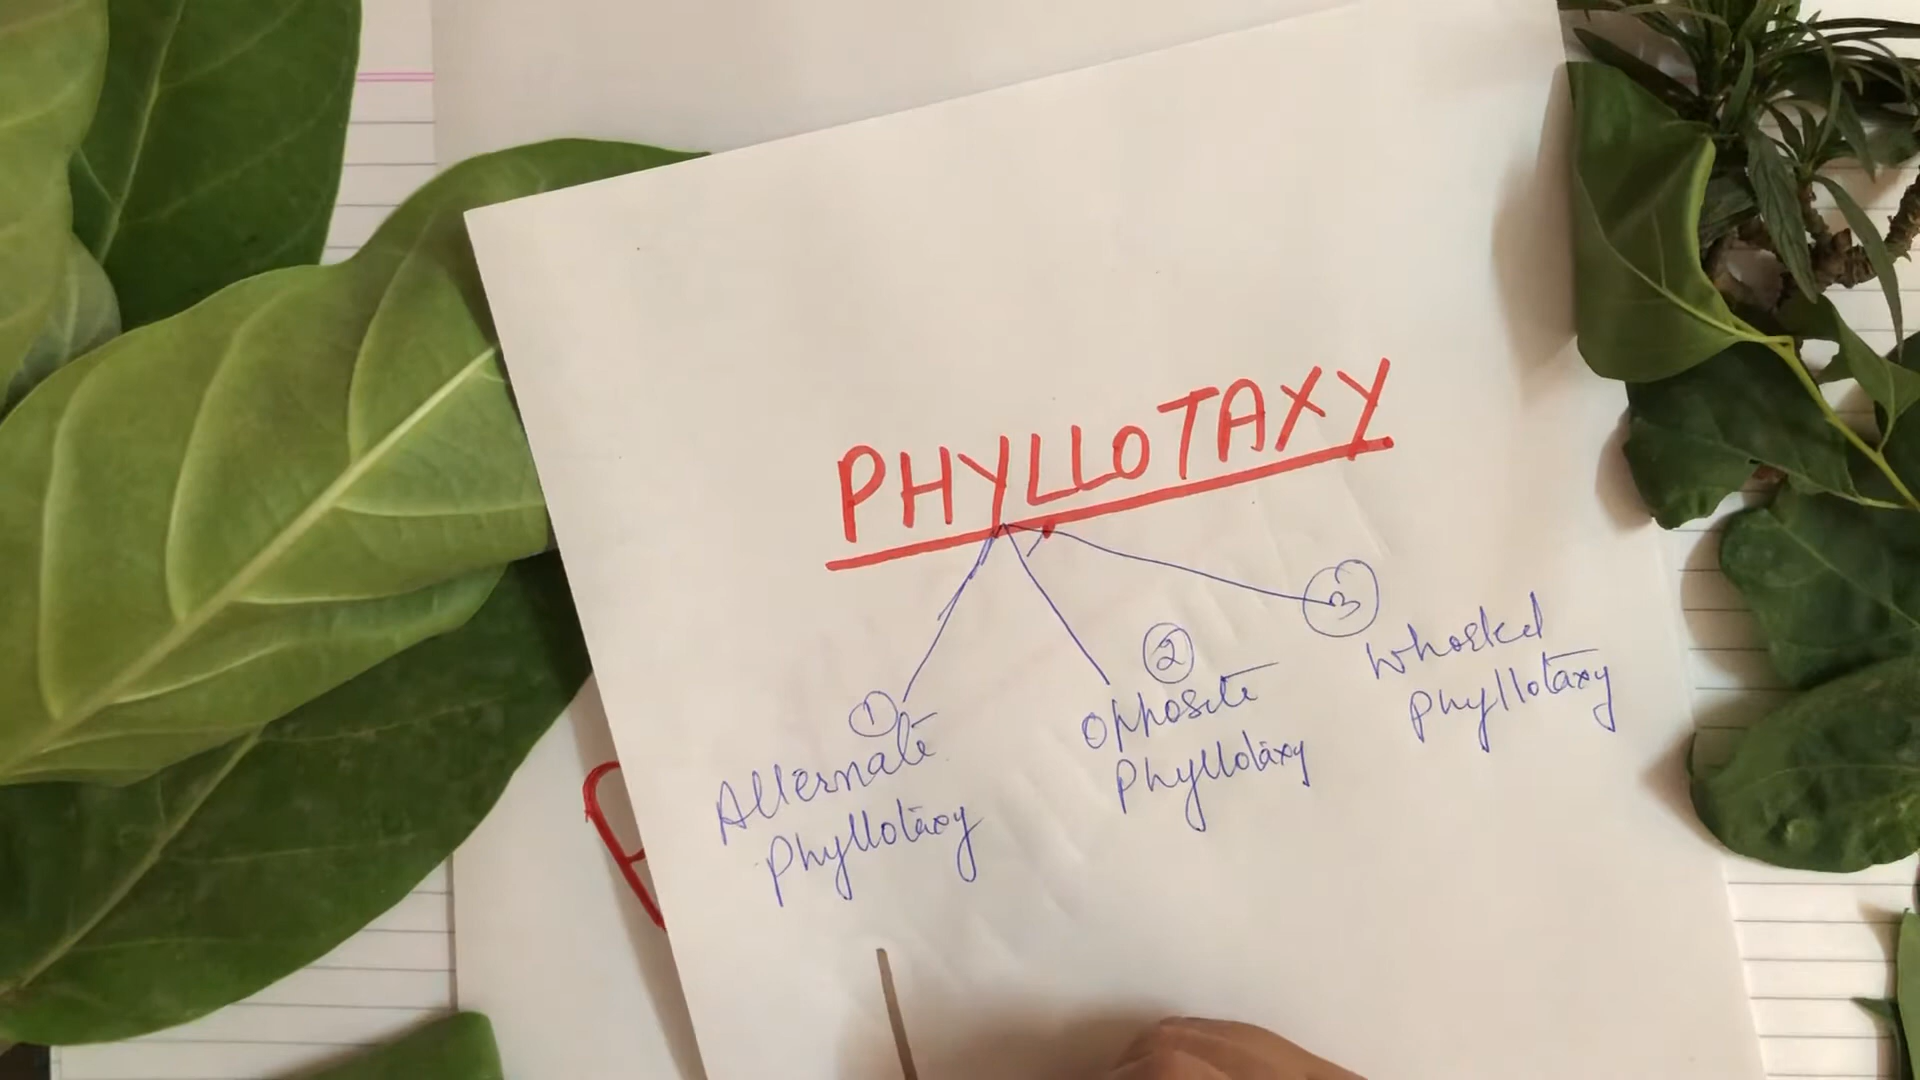 PHYLLOTAXY
①
Alternate
Phyllotaxy
②
Opposite
Phyllotaxy
③
Whorled
Phyllotaxy